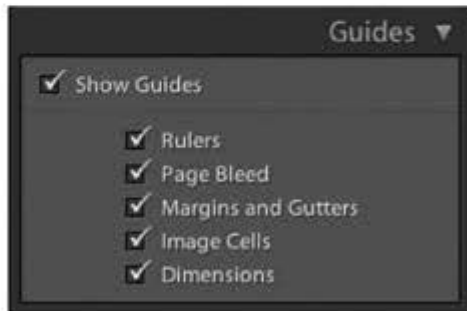 Guides
Show Guides
Rulers
Page Bleed
Margins and Gutters
Image Cells
Dimensions